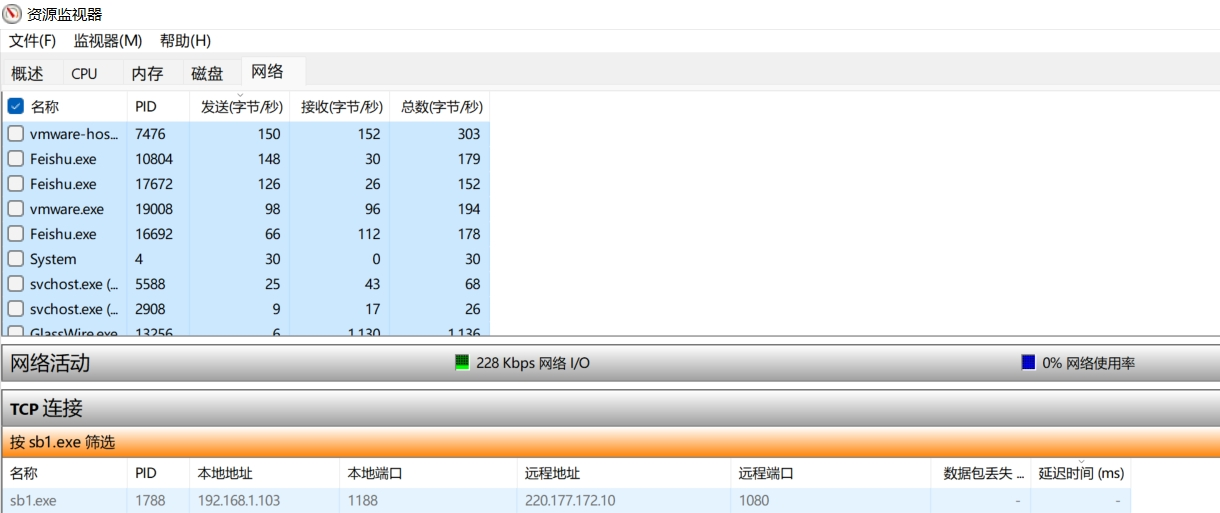 资源监视器
文件(F) 监视器(M) 帮助(H)
概述 CPU 内存 磁盘 网络
名称 PID 发送(字节/秒) 接收(字节/秒) 总数(字节/秒)
vmware-hos... 7476 150 152 303
Feishu.exe 10804 148 30 179
Feishu.exe 17672 126 26 152
vmware.exe 19008 98 96 194
Feishu.exe 16692 66 112 178
System 4 30 0 30
svchost.exe (... 5588 25 43 68
svchost.exe (... 2908 9 17 26
GlassWire.exe 13256 6 1,130 1,136
网络活动 228 Kbps 网络 I/O 0% 网络使用率
TCP 连接
按 sb1.exe 筛选
名称 PID 本地地址 本地端口 远程地址 远程端口 数据包丢失 ... 延迟时间 (ms)
sb1.exe 1788 192.168.1.103 1188 220.177.172.10 1080 - -